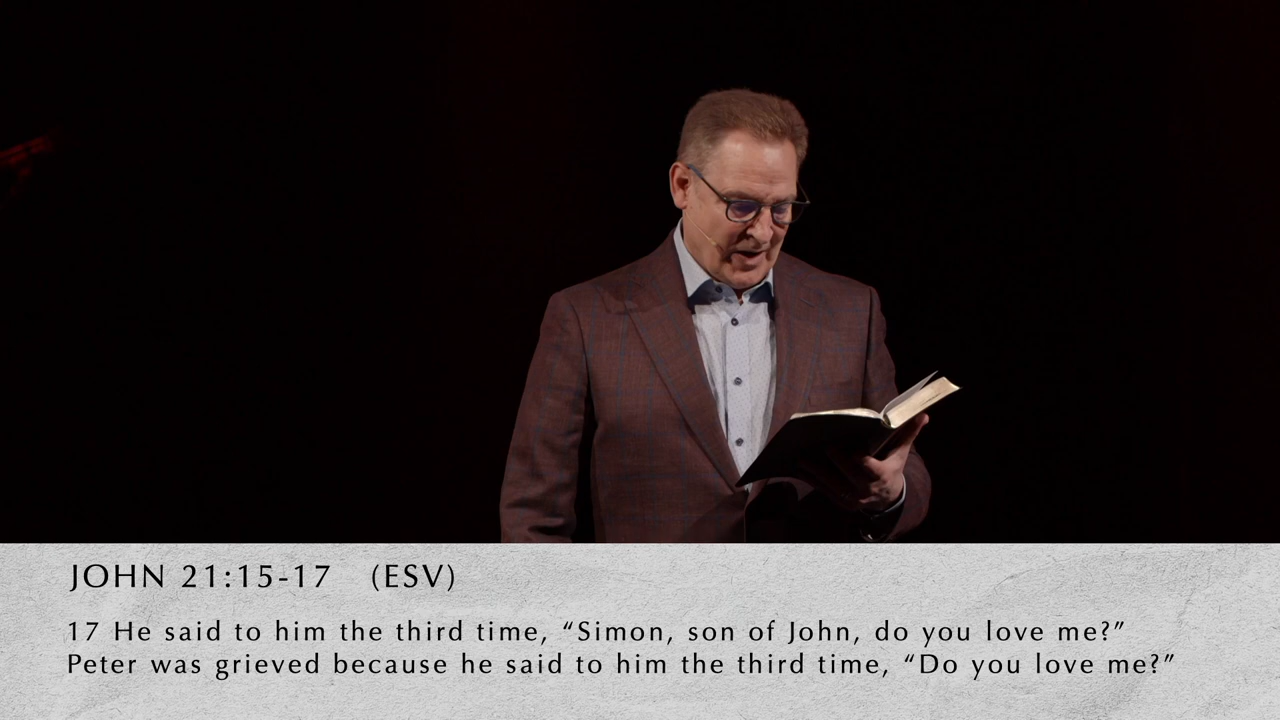 JOHN 21:15-17 (ESV)
17 He said to him the third time, “Simon, son of John, do you love me?”
Peter was grieved because he said to him the third time, “Do you love me?”